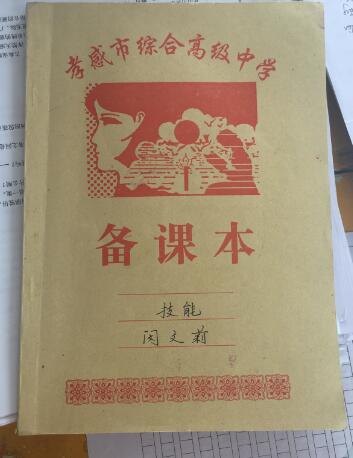 孝感市综合高级中学
备课本
技能
闵文莉